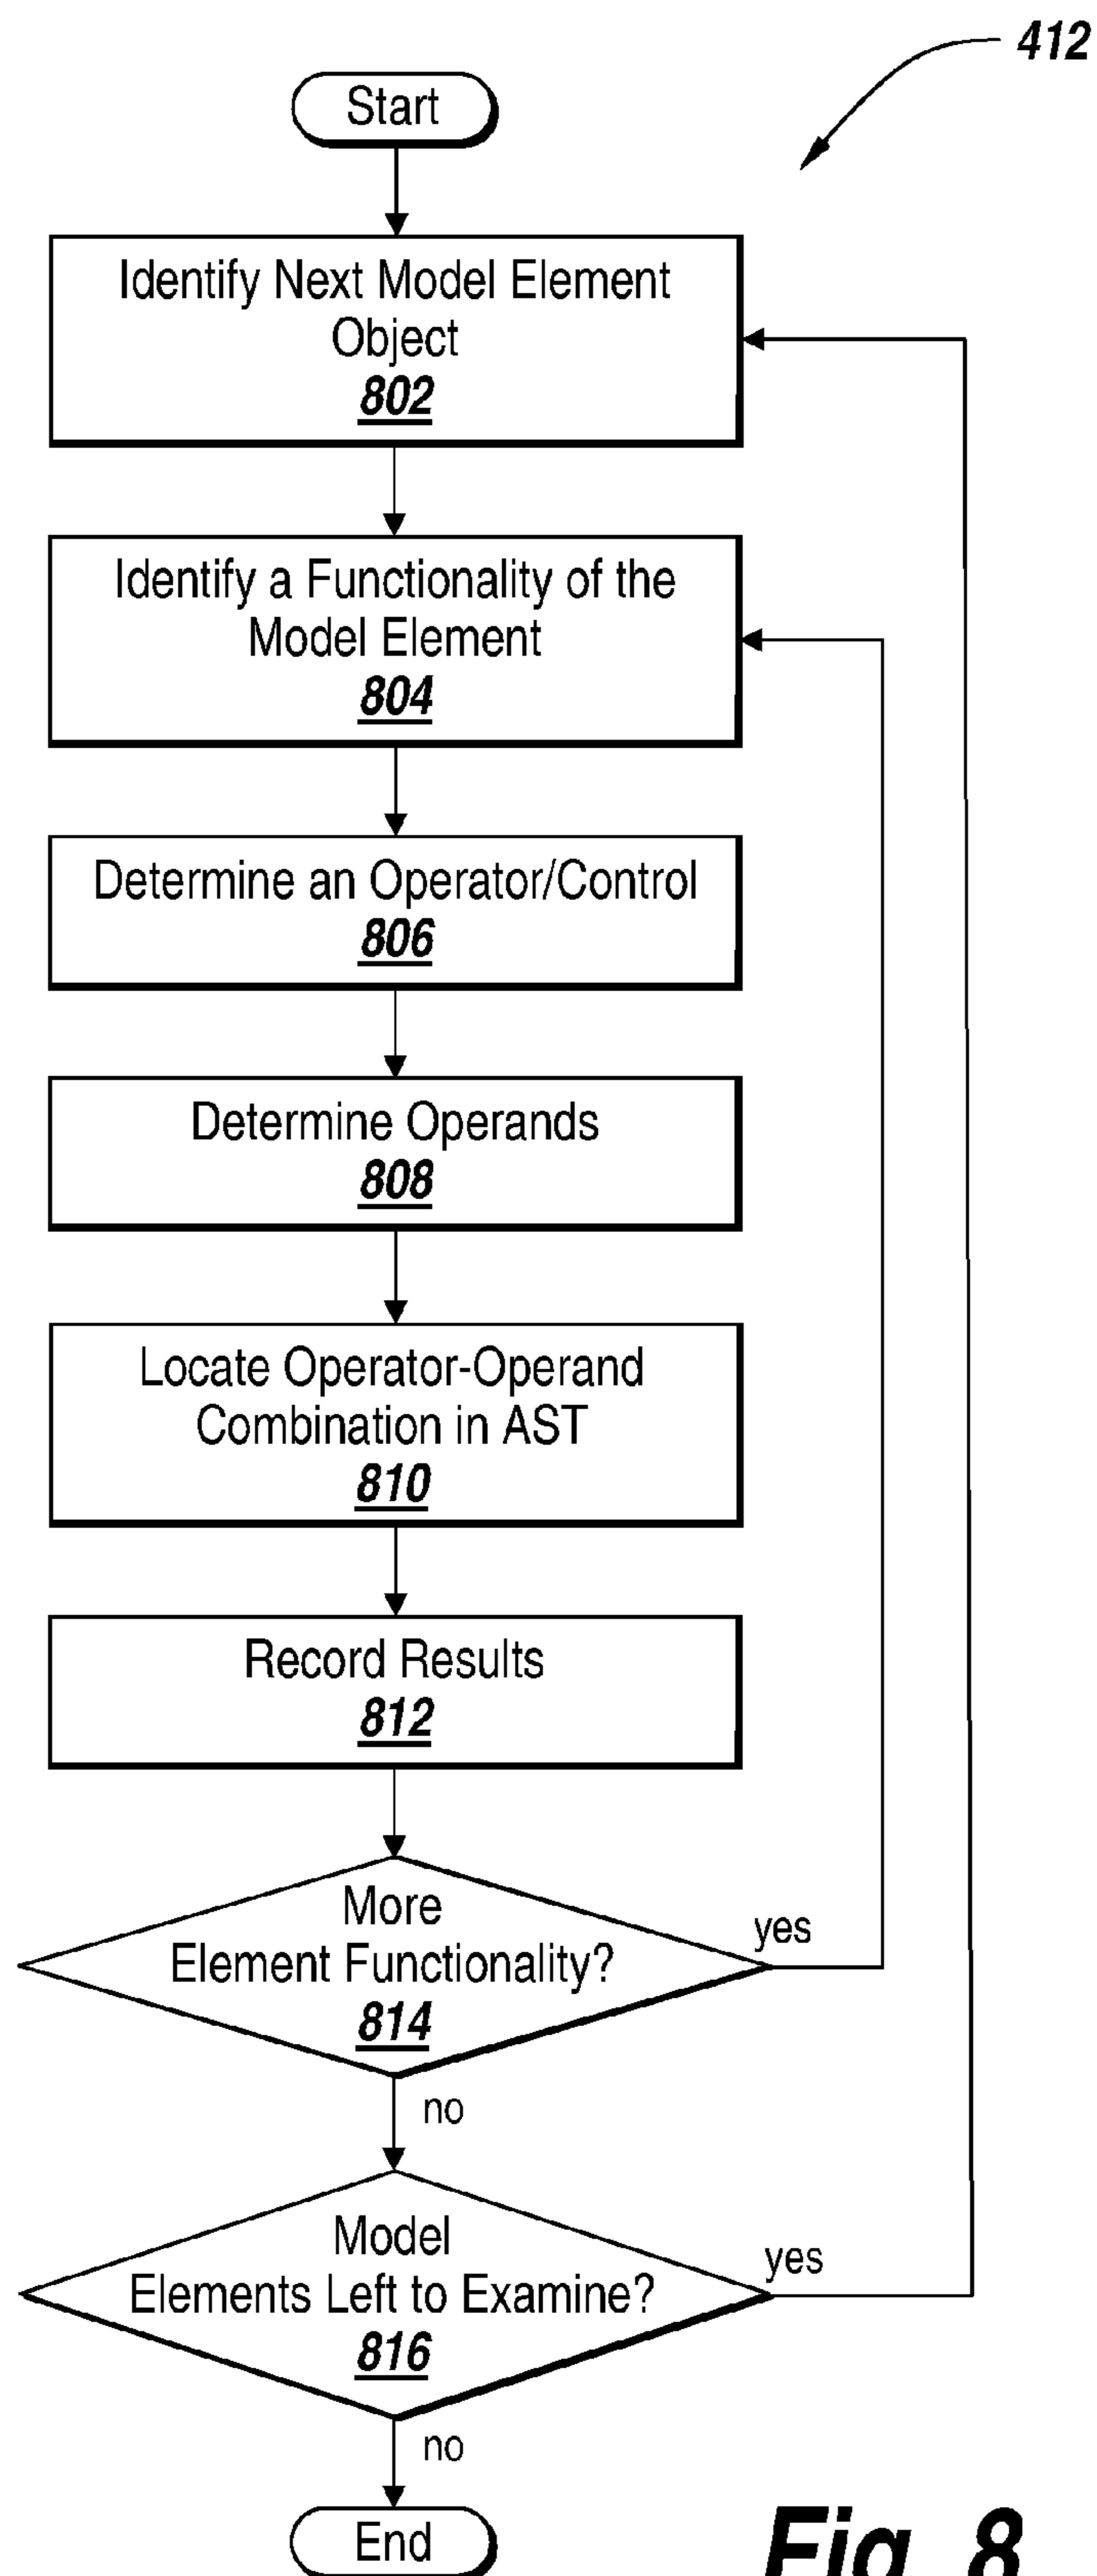 412
Start
Identify Next Model Element
Object
802
Identify a Functionality of the
Model Element
804
Determine an Operator/Control
806
Determine Operands
808
Locate Operator-Operand
Combination in AST
810
Record Results
812
More
Element Functionality?
814
yes
no
Model
Elements Left to Examine?
816
yes
no
End
Fig. 8